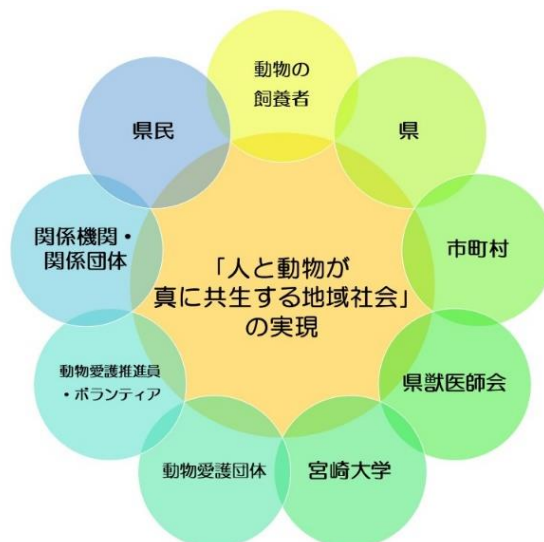 動物の
飼養者
県
市町村
県獣医師会
宮崎大学
動物愛護団体
動物愛護推進員
・ボランティア
関係機関・
関係団体
県民
「人と動物が
真に共生する地域社会」
の実現